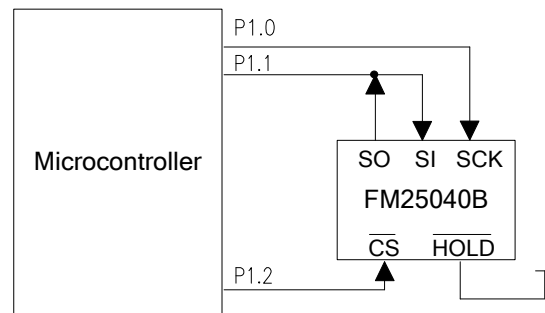 P1.0
P1.1
Microcontroller
SO SI SCK
FM25040B
CS HOLD
P1.2